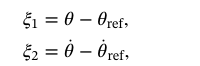 ξ₁ = θ − θ_ref,
ξ₂ = θ̇ − θ̇_ref,